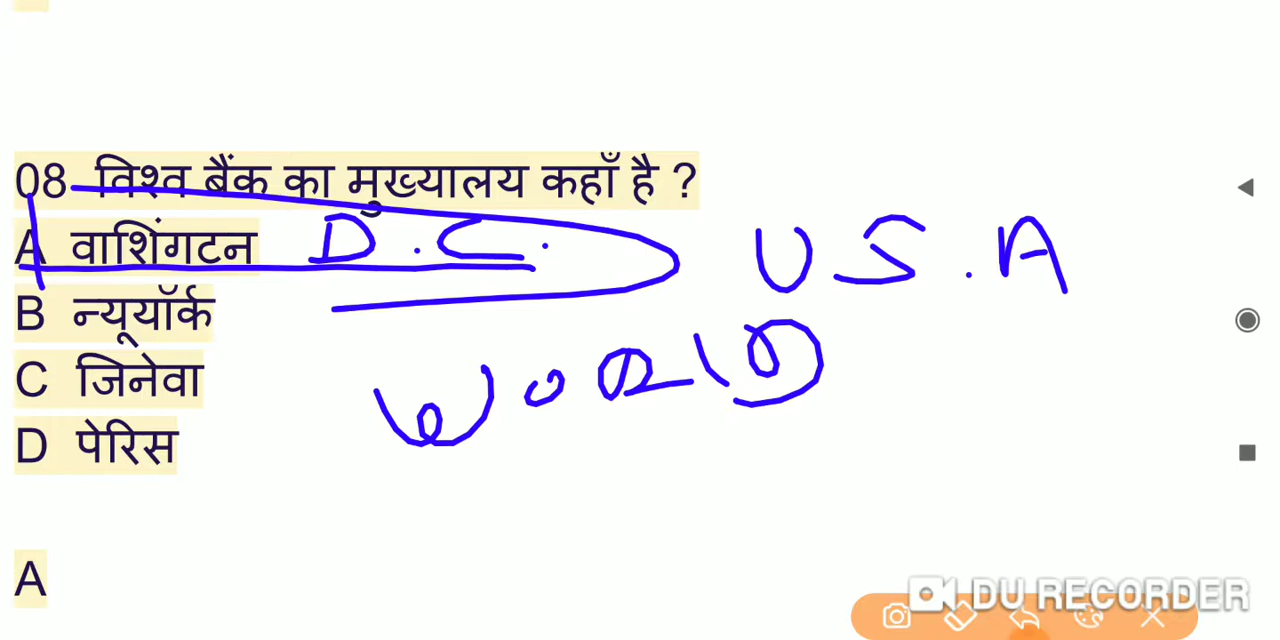 08 विश्व बैंक का मुख्यालय कहाँ है ?
A वाशिंगटन D.C. U S.A
B न्यूयॉर्क
WORLD
C जिनेवा
D पेरिस
A
DU RECORDER